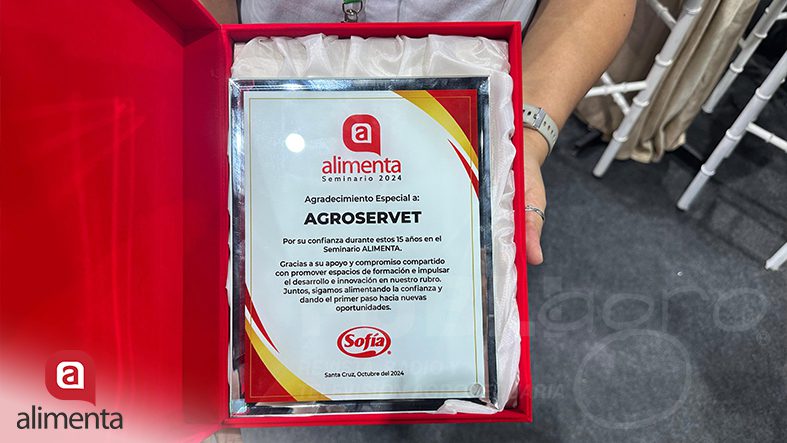 a
alimenta
Seminario 2024
Agradecimiento Especial a:
AGROSERVET
Por su confianza durante estos 15 años en el
Seminario ALIMENTA.
Gracias a su apoyo y compromiso compartido
con promover espacios de formación e impulsar
el desarrollo e innovación en nuestro rubro.
Juntos, sigamos alimentando la confianza y
dando el primer paso hacia nuevas
oportunidades.
Sofía®
Santa Cruz, Octubre del 2024
a
alimenta